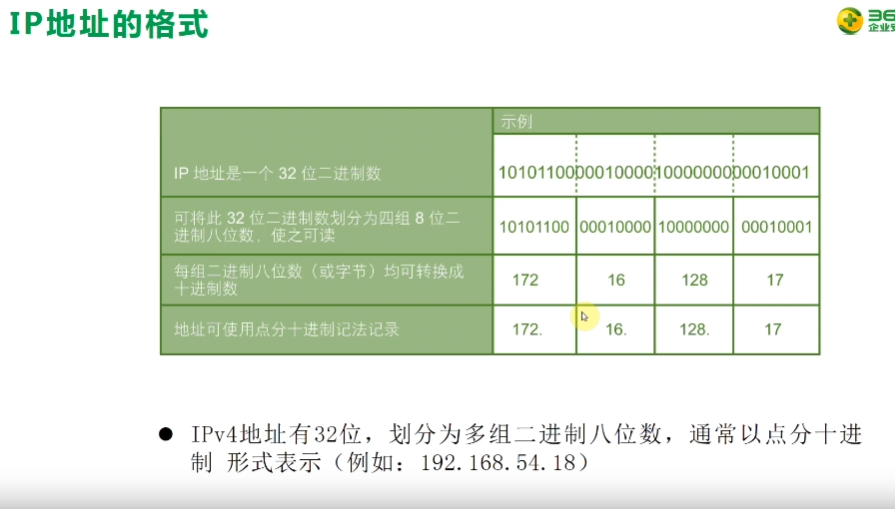 IP地址的格式
36
企业安
示例
IP 地址是一个 32 位二进制数
10101100000100001000000000010001
可将此 32 位二进制数划分为四组 8 位二
进制八位数，使之可读
10101100 00010000 10000000 00010001
每组二进制八位数（或字节）均可转换成
十进制数
172 16 128 17
地址可使用点分十进制记法记录
172. 16. 128. 17
● IPv4地址有32位，划分为多组二进制八位数，通常以点分十进
制 形式表示（例如：192.168.54.18）